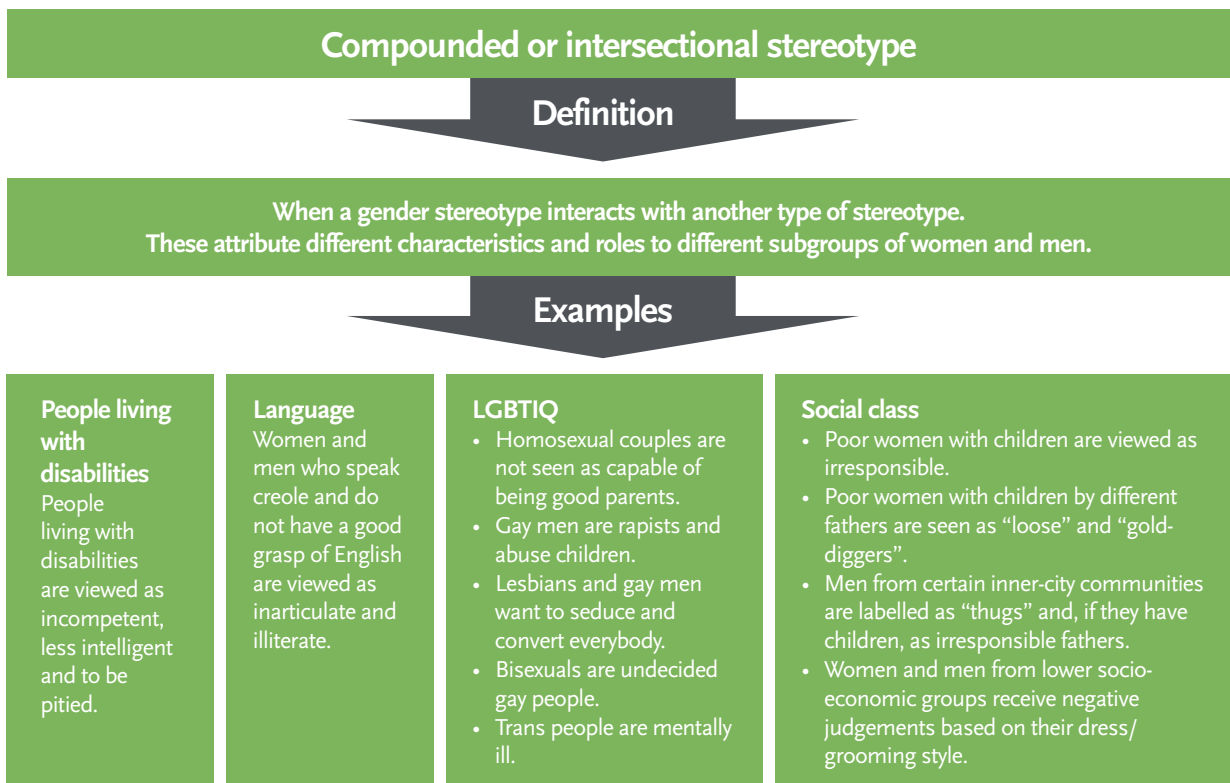 Compounded or intersectional stereotype
Definition
When a gender stereotype interacts with another type of stereotype.
These attribute different characteristics and roles to different subgroups of women and men.
Examples
People living
with
disabilities
People
living with
disabilities
are viewed as
incompetent,
less intelligent
and to be
pitied.
Language
Women and
men who speak
creole and do
not have a good
grasp of English
are viewed as
inarticulate and
illiterate.
LGBTIQ
• Homosexual couples are
not seen as capable of
being good parents.
• Gay men are rapists and
abuse children.
• Lesbians and gay men
want to seduce and
convert everybody.
• Bisexuals are undecided
gay people.
• Trans people are mentally
ill.
Social class
• Poor women with children are viewed as
irresponsible.
• Poor women with children by different
fathers are seen as “loose” and “gold-
diggers”.
• Men from certain inner-city communities
are labelled as “thugs” and, if they have
children, as irresponsible fathers.
• Women and men from lower socio-
economic groups receive negative
judgements based on their dress/
grooming style.